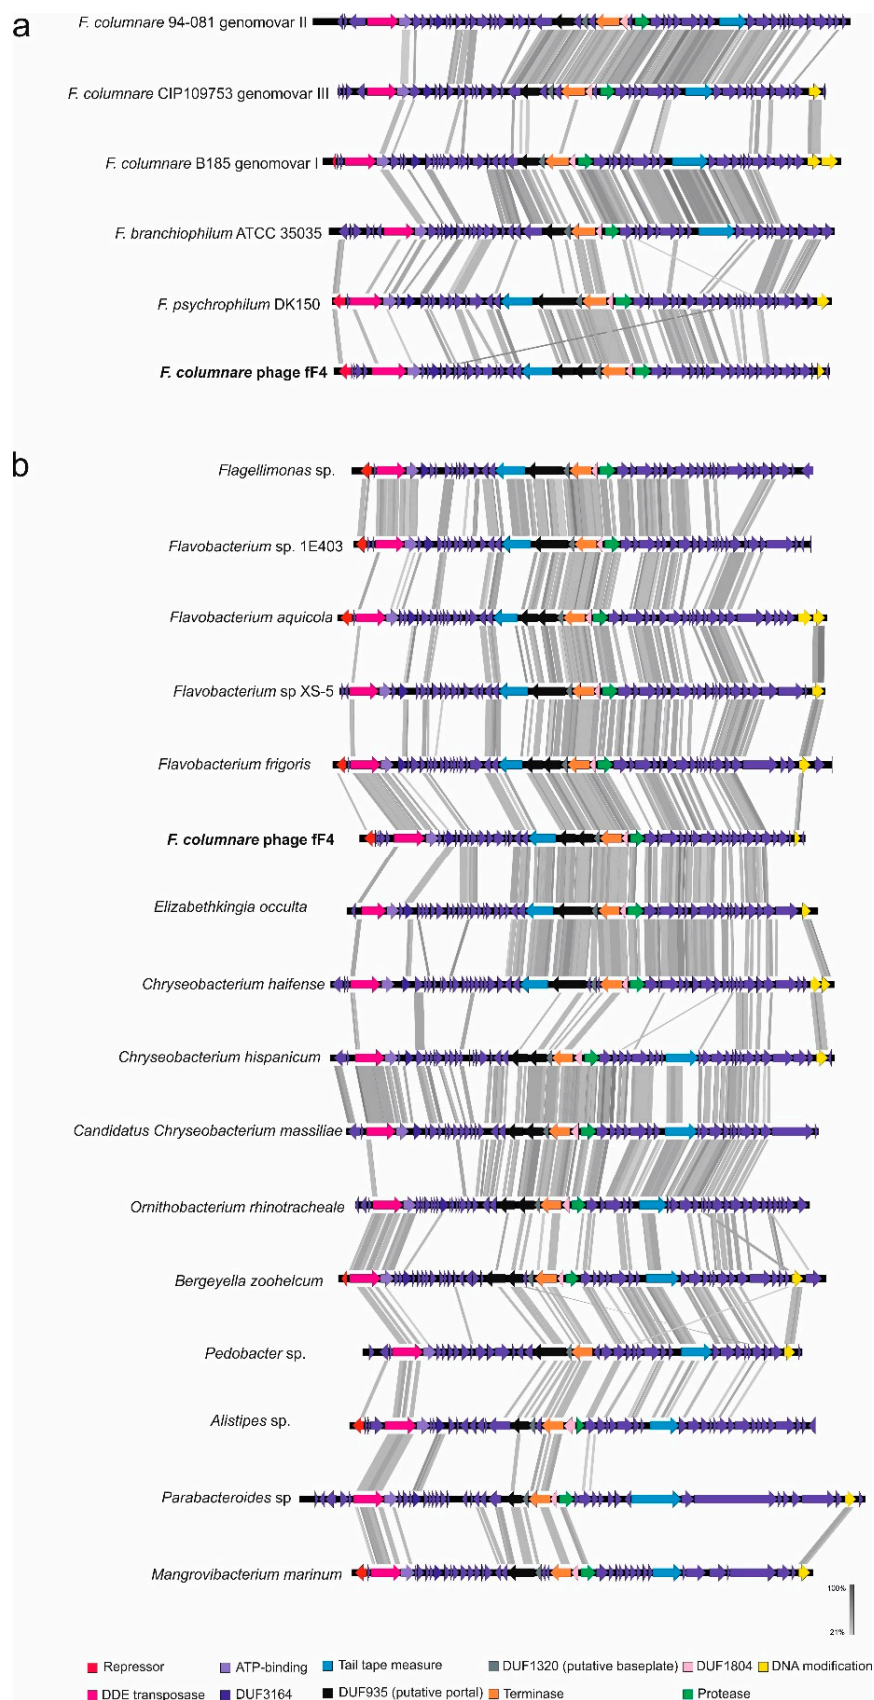 a
F. columnare 94-081 genomovar II
F. columnare CIP109753 genomovar III
F. columnare B185 genomovar I
F. branchiophilum ATCC 35035
F. psychrophilum DK150
F. columnare phage fF4
b
Flagellimonas sp.
Flavobacterium sp. 1E403
Flavobacterium aquicola
Flavobacterium sp XS-5
Flavobacterium frigoris
F. columnare phage fF4
Elizabethkingia occulta
Chryseobacterium haifense
Chryseobacterium hispanicum
Candidatus Chryseobacterium massiliae
Ornithobacterium rhinotracheale
Bergeyella zoohelcum
Pedobacter sp.
Alistipes sp.
Parabacteroides sp
Mangrovibacterium marinum
100%
21%
Repressor ATP-binding Tail tape measure DUF1320 (putative baseplate) DUF1804 DNA modification
DDE transposase DUF3164 DUF935 (putative portal) Terminase Protease